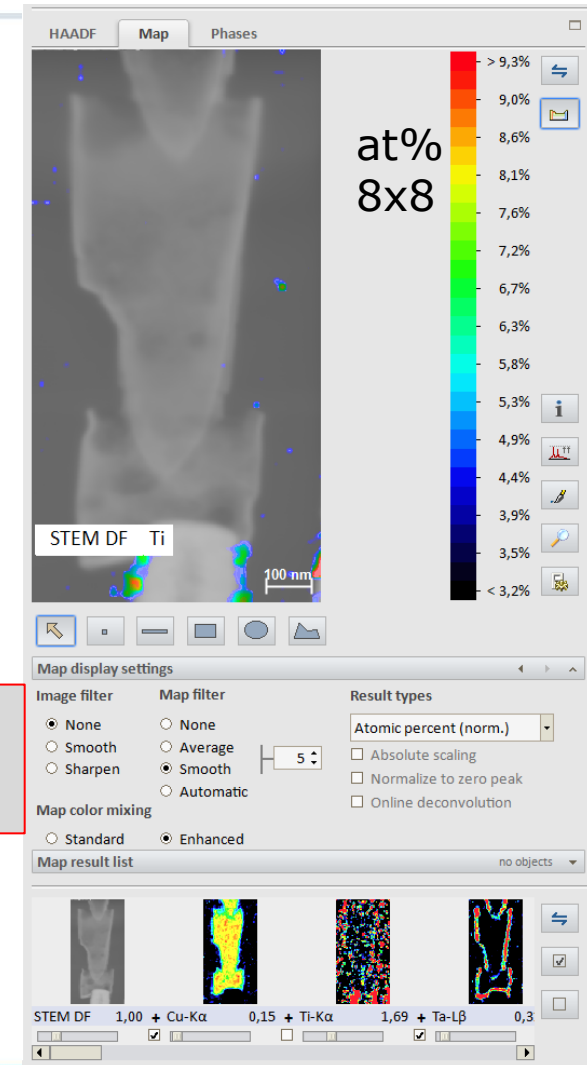 HAADF Map Phases
at%
8x8
> 9,3%
9,0%
8,6%
8,1%
7,6%
7,2%
6,7%
6,3%
5,8%
5,3%
4,9%
4,4%
3,9%
3,5%
< 3,2%
i
STEM DF Ti
100 nm
Map display settings
Image filter Map filter Result types
None None Atomic percent (norm.)
Smooth Average 5 Absolute scaling
Sharpen Smooth Normalize to zero peak
Automatic Online deconvolution
Map color mixing
Standard Enhanced
Map result list no objects
STEM DF 1,00 + Cu-Kα 0,15 + Ti-Kα 1,69 + Ta-Lβ